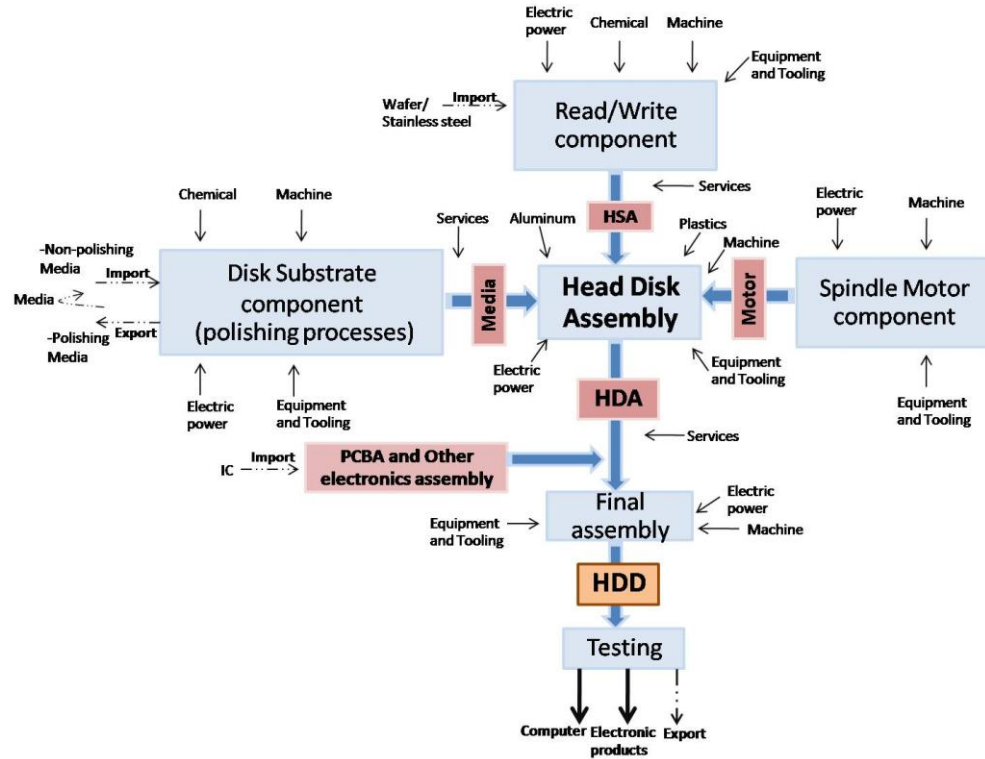 Electric
power
Chemical
Machine
Equipment
and Tooling
Wafer/
Stainless steel
Import
Read/Write
component
Services
HSA
Chemical
Machine
Services
Aluminum
Plastics
Machine
Electric
power
Machine
-Non-polishing
Media
Import
Media
Export
-Polishing
Media
Disk Substrate
component
(polishing processes)
Media
Head Disk
Assembly
Motor
Spindle Motor
component
Electric
power
Equipment
and Tooling
Electric
power
Equipment
and Tooling
Equipment
and Tooling
HDA
Services
IC
Import
PCBA and Other
electronics assembly
Final
assembly
Electric
power
Machine
Equipment
and Tooling
HDD
Testing
Computer
Electronic
products
Export